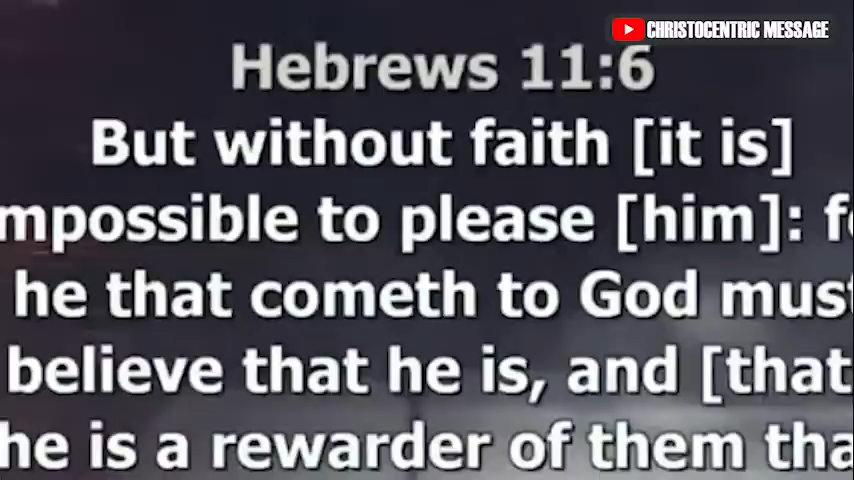 CHRISTOCENTRIC MESSAGE
Hebrews 11:6
But without faith [it is]
mpossible to please [him]: f
he that cometh to God must
believe that he is, and [that
he is a rewarder of them tha